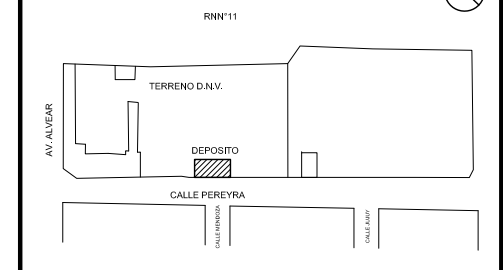 RNN°11
TERRENO D.N.V.
AV. ALVEAR
DEPOSITO
CALLE PEREYRA
CALLE MENDOZA
CALLE JUJUY